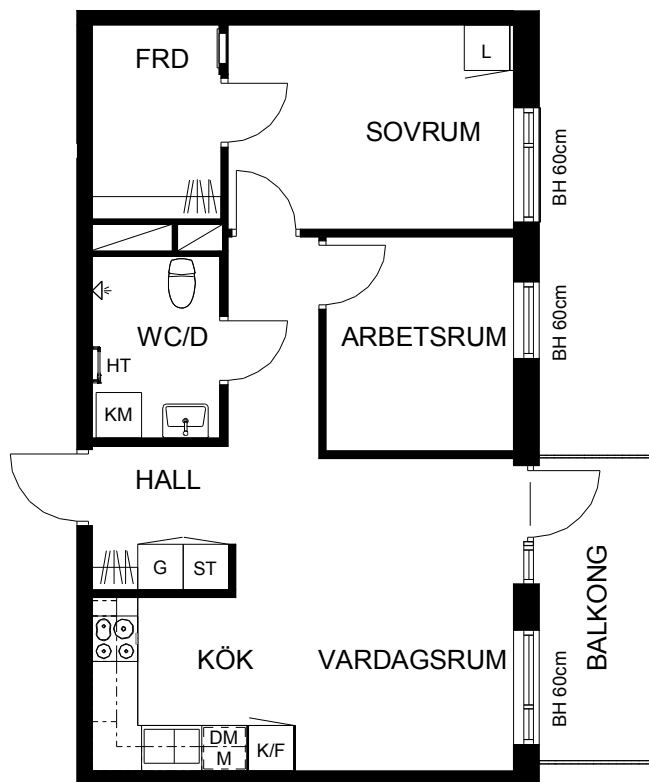 FRD
L
SOVRUM
BH 60cm
WC/D
ARBETSRUM
BH 60cm
HT
KM
HALL
G
ST
BALKONG
KÖK
VARDAGSRUM
BH 60cm
DM
M
K/F